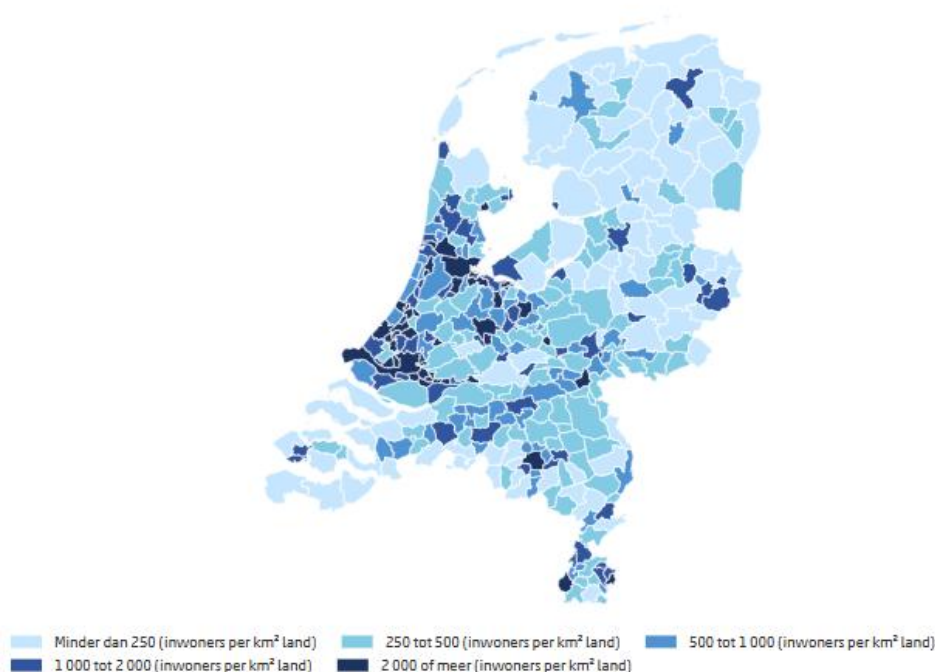 Minder dan 250 (inwoners per km² land) 250 tot 500 (inwoners per km² land) 500 tot 1 000 (inwoners per km² land)
1 000 tot 2 000 (inwoners per km² land) 2 000 of meer (inwoners per km² land)